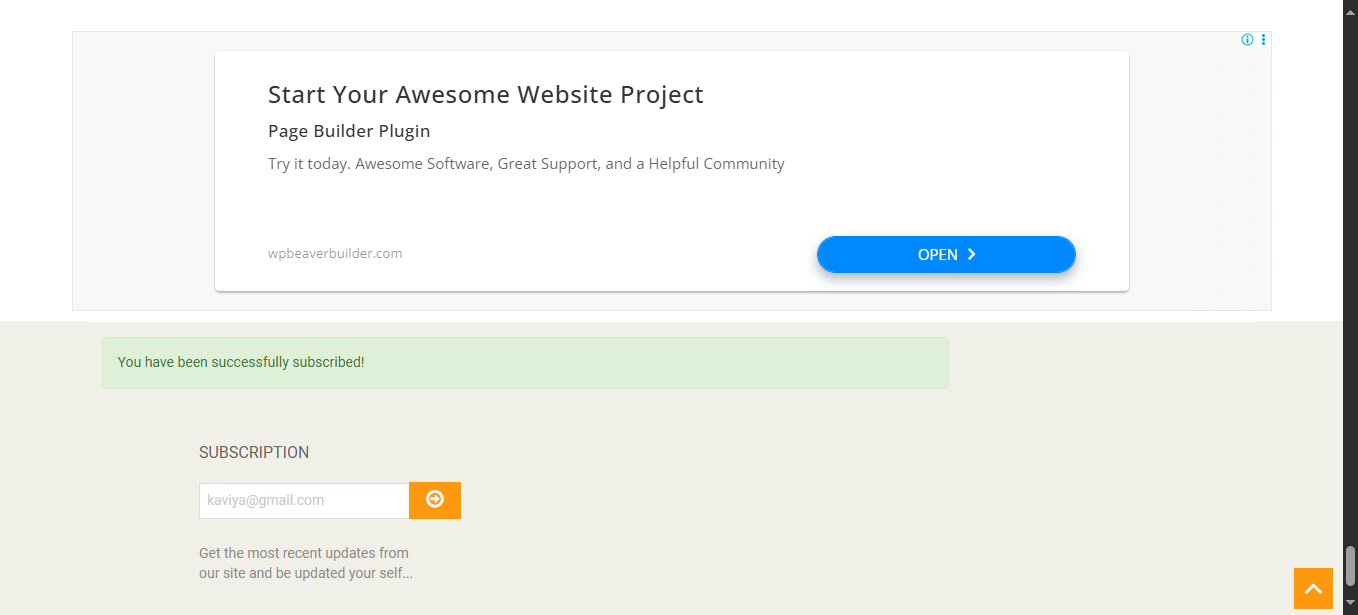 Start Your Awesome Website Project
Page Builder Plugin
Try it today. Awesome Software, Great Support, and a Helpful Community
wpbeaverbuilder.com
OPEN
You have been successfully subscribed!
SUBSCRIPTION
kaviya@gmail.com
Get the most recent updates from
our site and be updated your self...